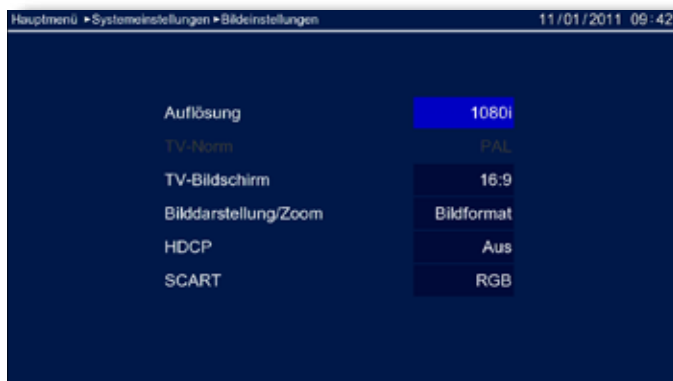 Hauptmenü ►Systemeinstellungen ►Bildeinstellungen 11/01/2011 09:42
Auflösung 1080i
TV-Norm PAL
TV-Bildschirm 16:9
Bilddarstellung/Zoom Bildformat
HDCP Aus
SCART RGB